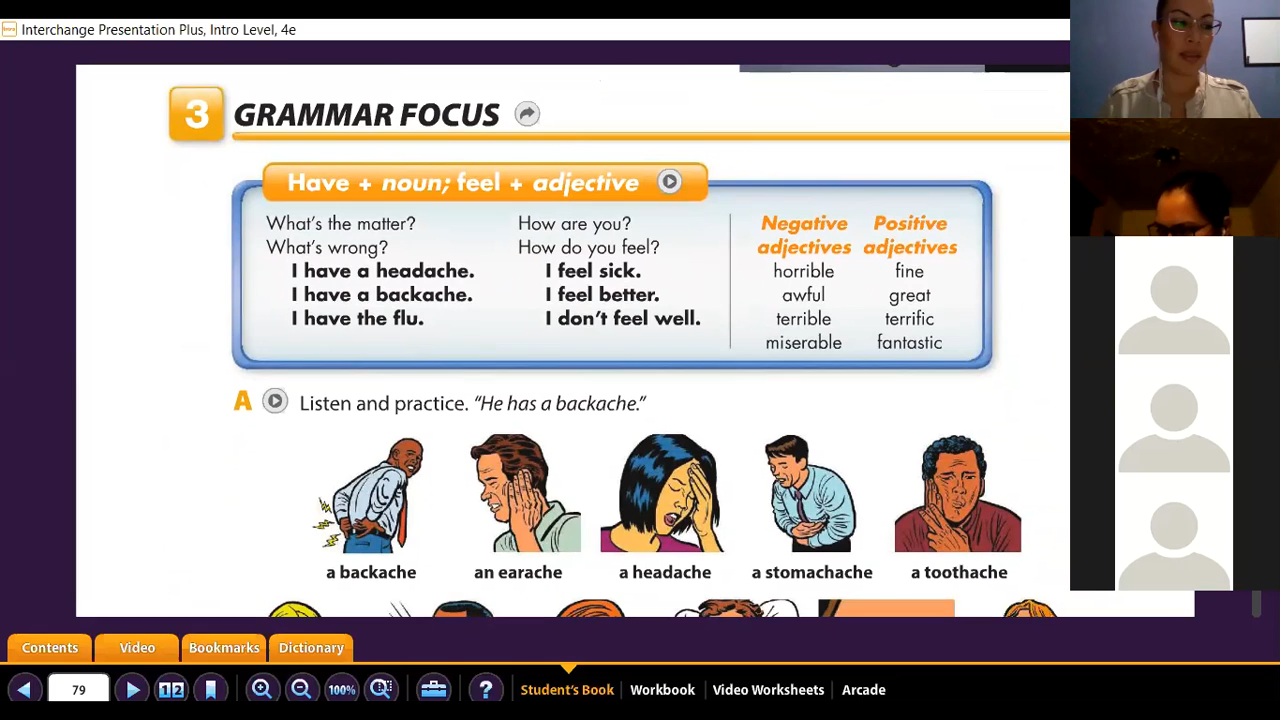 Interchange Presentation Plus, Intro Level, 4e
3 GRAMMAR FOCUS
Have + noun; feel + adjective
What's the matter?
What's wrong?
I have a headache.
I have a backache.
I have the flu.
How are you?
How do you feel?
I feel sick.
I feel better.
I don't feel well.
Negative adjectives
horrible
awful
terrible
miserable
Positive adjectives
fine
great
terrific
fantastic
A Listen and practice. "He has a backache."
a backache an earache a headache a stomachache a toothache
Contents Video Bookmarks Dictionary
79 1 2 100% ? Student's Book Workbook Video Worksheets Arcade